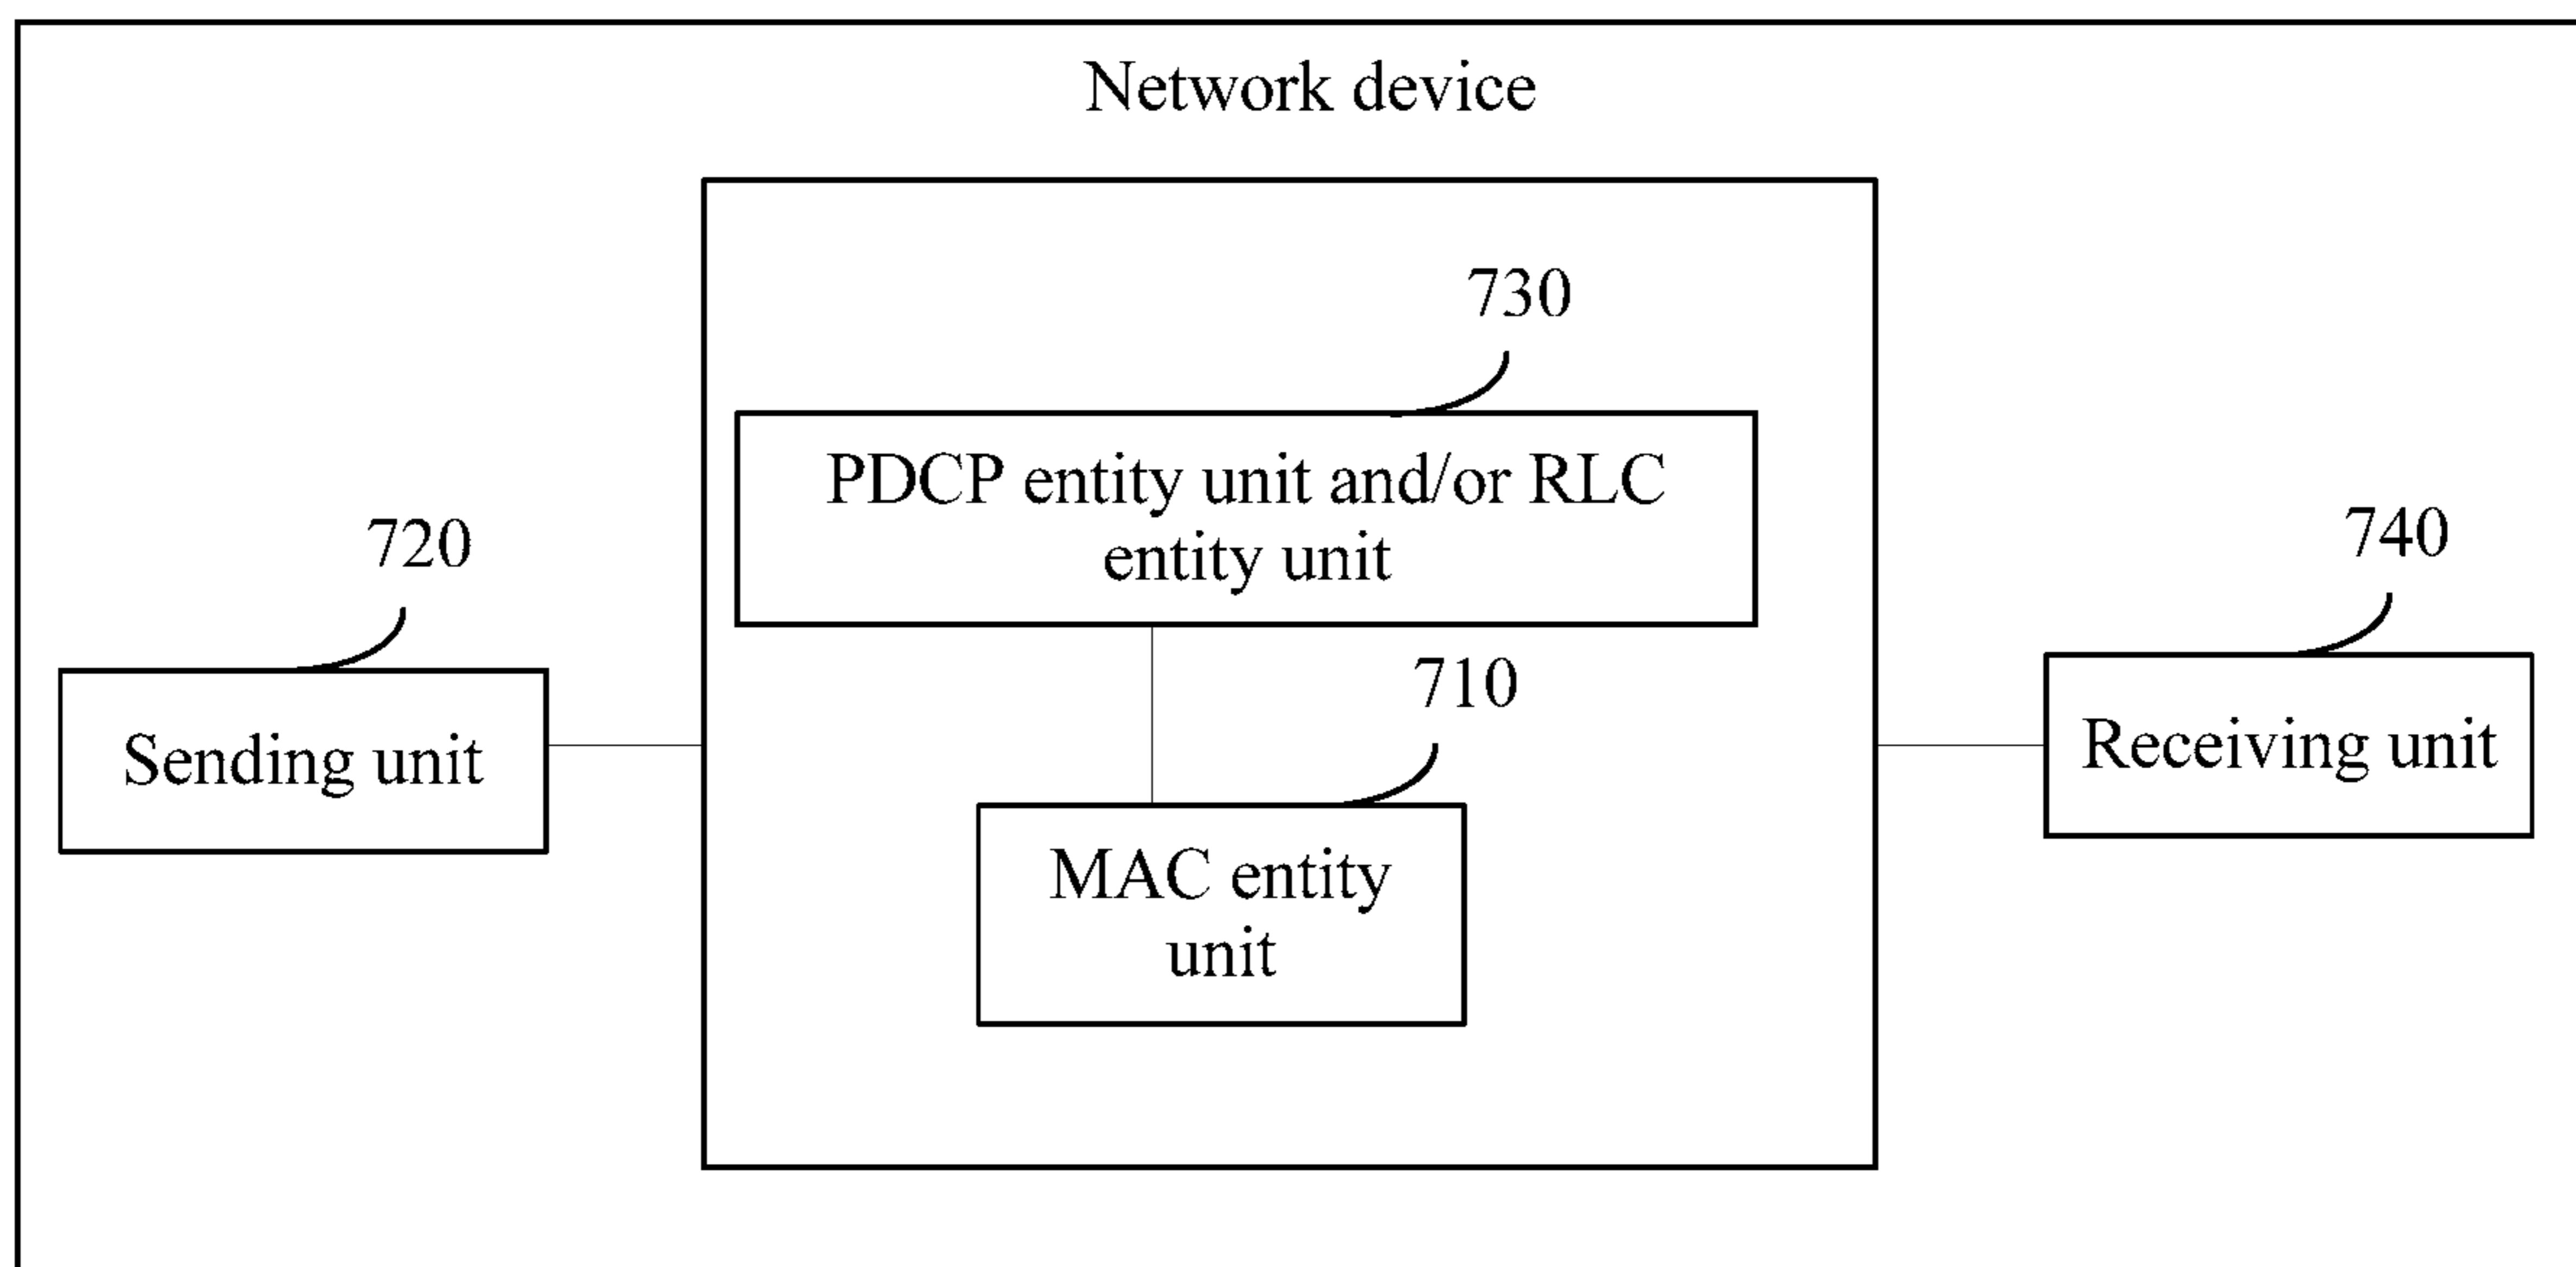 Network device
730
PDCP entity unit and/or RLC
entity unit
720
740
710
Sending unit
Receiving unit
MAC entity
unit